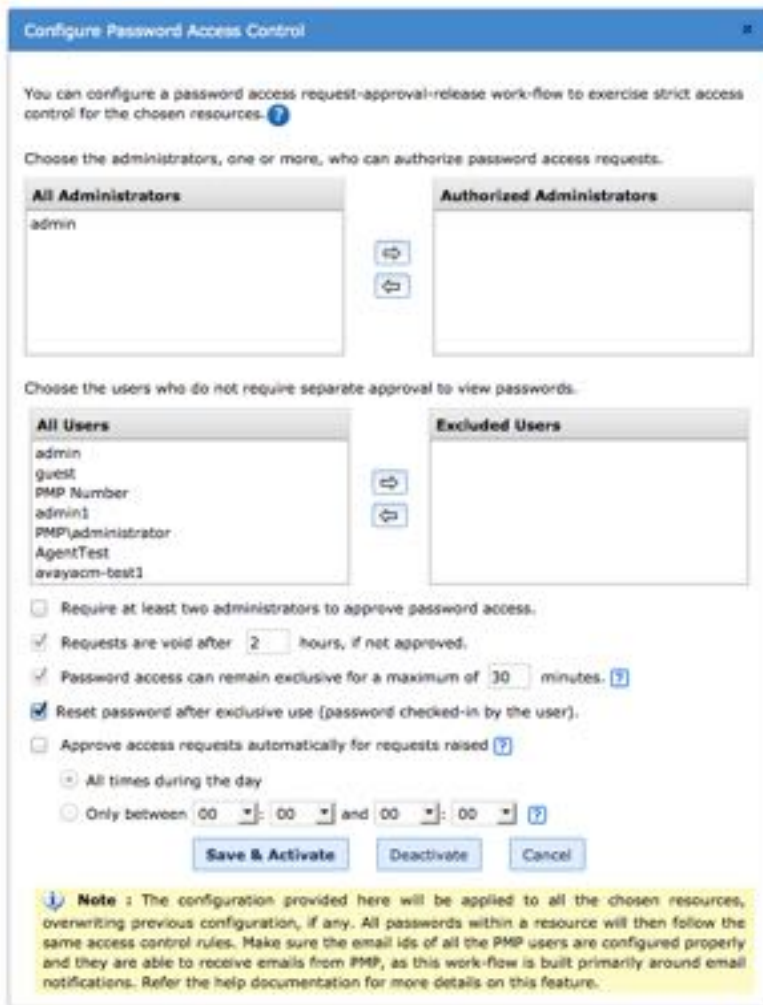 Configure Password Access Control
You can configure a password access request-approval-release work-flow to exercise strict access
control for the chosen resources. ?
Choose the administrators, one or more, who can authorize password access requests.
All Administrators
Authorized Administrators
admin
Choose the users who do not require separate approval to view passwords.
All Users
Excluded Users
admin
guest
PMP Number
admin1
PMP\administrator
AgentTest
avayacm-test1
Require at least two administrators to approve password access.
Requests are void after 2 hours, if not approved.
Password access can remain exclusive for a maximum of 30 minutes. ?
Reset password after exclusive use (password checked-in by the user).
Approve access requests automatically for requests raised ?
All times during the day
Only between 00 : 00 and 00 : 00 ?
Save & Activate Deactivate Cancel
i Note : The configuration provided here will be applied to all the chosen resources,
overwriting previous configuration, if any. All passwords within a resource will then follow the
same access control rules. Make sure the email ids of all the PMP users are configured properly
and they are able to receive emails from PMP, as this work-flow is built primarily around email
notifications. Refer the help documentation for more details on this feature.